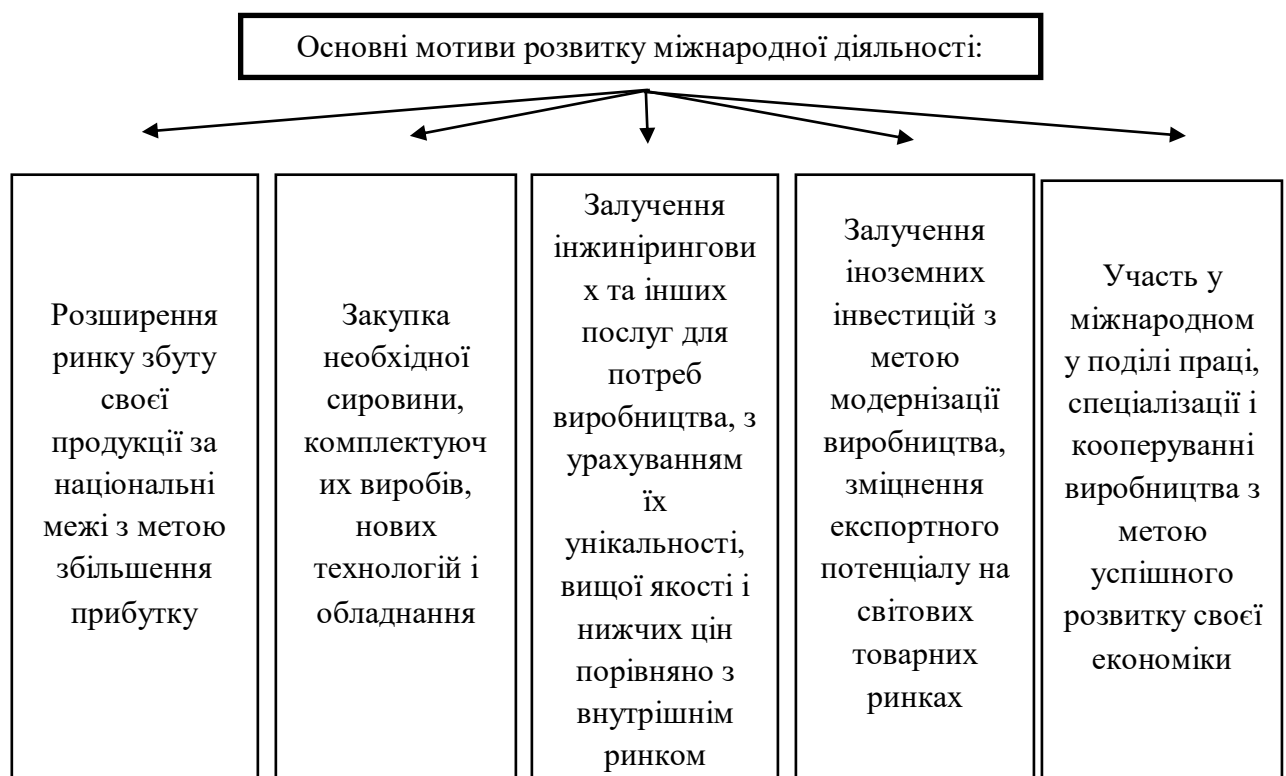 Основні мотиви розвитку міжнародної діяльності:
Розширення
ринку збуту
своєї
продукції за
національні
межі з метою
збільшення
прибутку
Закупка
необхідної
сировини,
комплектуюч
их виробів,
нових
технологій і
обладнання
Залучення
інжинірингови
х та інших
послуг для
потреб
виробництва, з
урахуванням
їх
унікальності,
вищої якості і
нижчих цін
порівняно з
внутрішнім
ринком
Залучення
іноземних
інвестицій з
метою
модернізації
виробництва,
зміцнення
експортного
потенціалу на
світових
товарних
ринках
Участь у
міжнародном
у поділі праці,
спеціалізації і
кооперуванні
виробництва з
метою
успішного
розвитку своєї
економіки